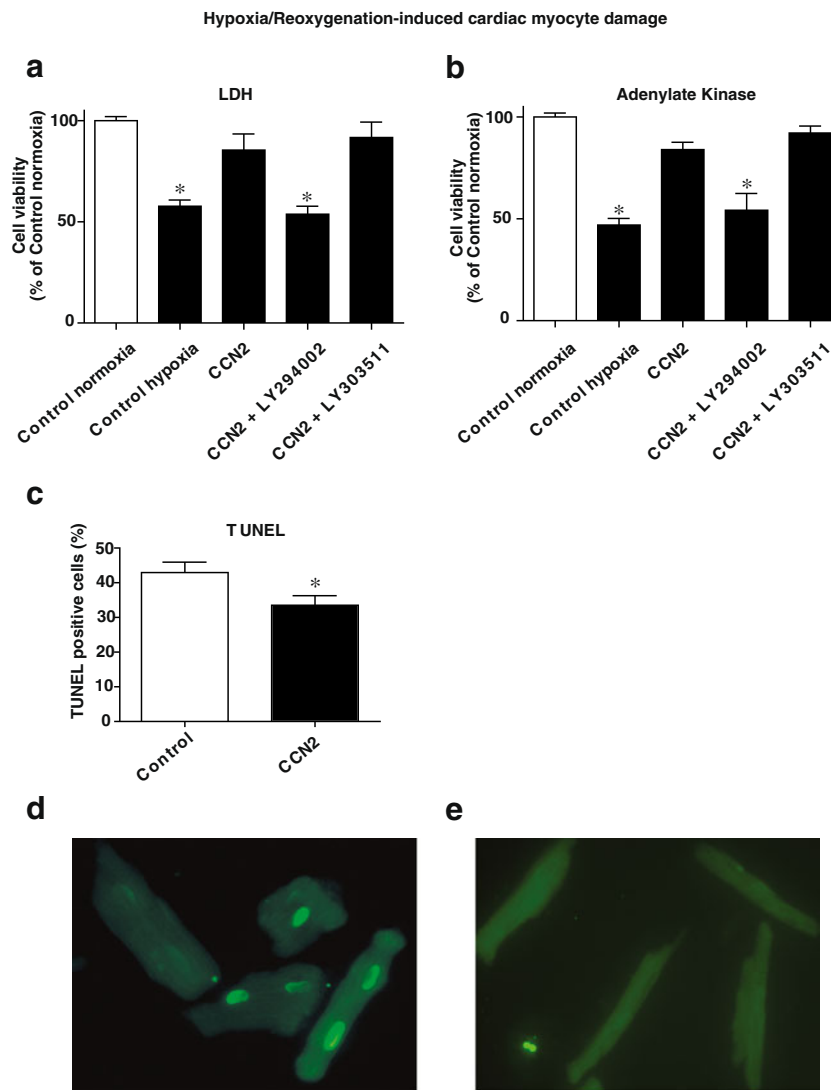 Hypoxia/Reoxygenation-induced cardiac myocyte damage
a
LDH
Cell viability
(% of Control normoxia)
100
50
0
*
*
Control normoxia
Control hypoxia
CCN2
CCN2 + LY294002
CCN2 + LY303511
b
Adenylate Kinase
Cell viability
(% of Control normoxia)
100
50
0
*
*
Control normoxia
Control hypoxia
CCN2
CCN2 + LY294002
CCN2 + LY303511
c
TUNEL
TUNEL positive cells (%)
50
40
30
20
10
0
*
Control
CCN2
d
e